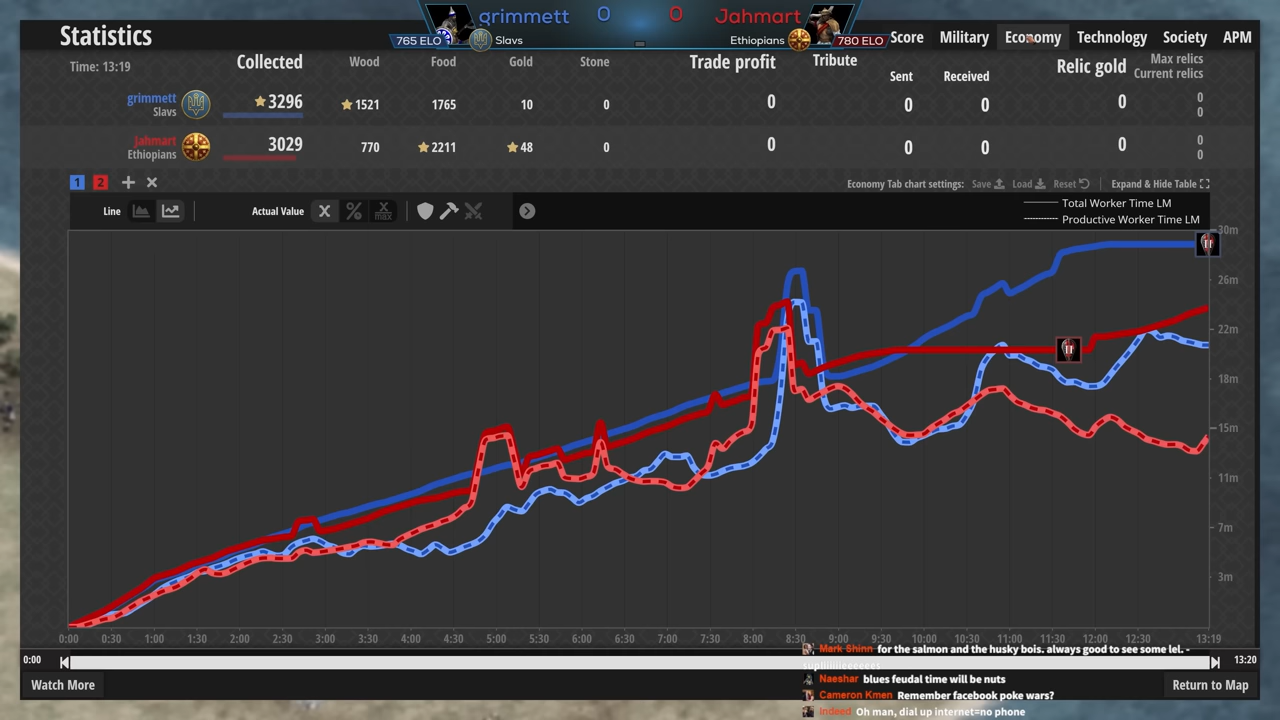 grimmett 0 0 Jahmart
765 ELO Slavs Ethiopians 780 ELO
Statistics
Score Military Economy Technology Society APM
Time: 13:19
Collected Wood Food Gold Stone Trade profit Tribute Sent Received Relic gold Max relics
Current relics
grimmett 3296 1521 1765 10 0 0 0 0 0 0
Slavs 0
Jahmart 3029 770 2211 48 0 0 0 0 0 0
Ethiopians 0
1 2 + x Economy Tab chart settings: Save Load Reset Expand & Hide Table
Line Actual Value X % X max
Total Worker Time LM
Productive Worker Time LM
30m
26m
22m
18m
15m
11m
7m
3m
II
II
0:00 0:30 1:00 1:30 2:00 2:30 3:00 3:30 4:00 4:30 5:00 5:30 6:00 6:30 7:00 7:30 8:00 8:30 9:00 9:30 10:00 10:30 11:00 11:30 12:00 12:30 13:19
0:00 13:20
Mark Shinn for the salmon and the husky bois. always good to see some lel. -
Naeshar blues feudal time will be nuts
Cameron Kmen Remember facebook poke wars?
Indeed Oh man, dial up internet=no phone
Watch More Return to Map